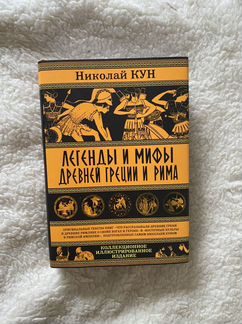 Николай КУН
ЛЕГЕНДЫ И МИФЫ
ДРЕВНЕЙ ГРЕЦИИ И РИМА
КОЛЛЕКЦИОННОЕ
ИЛЛЮСТРИРОВАННОЕ
ИЗДАНИЕ